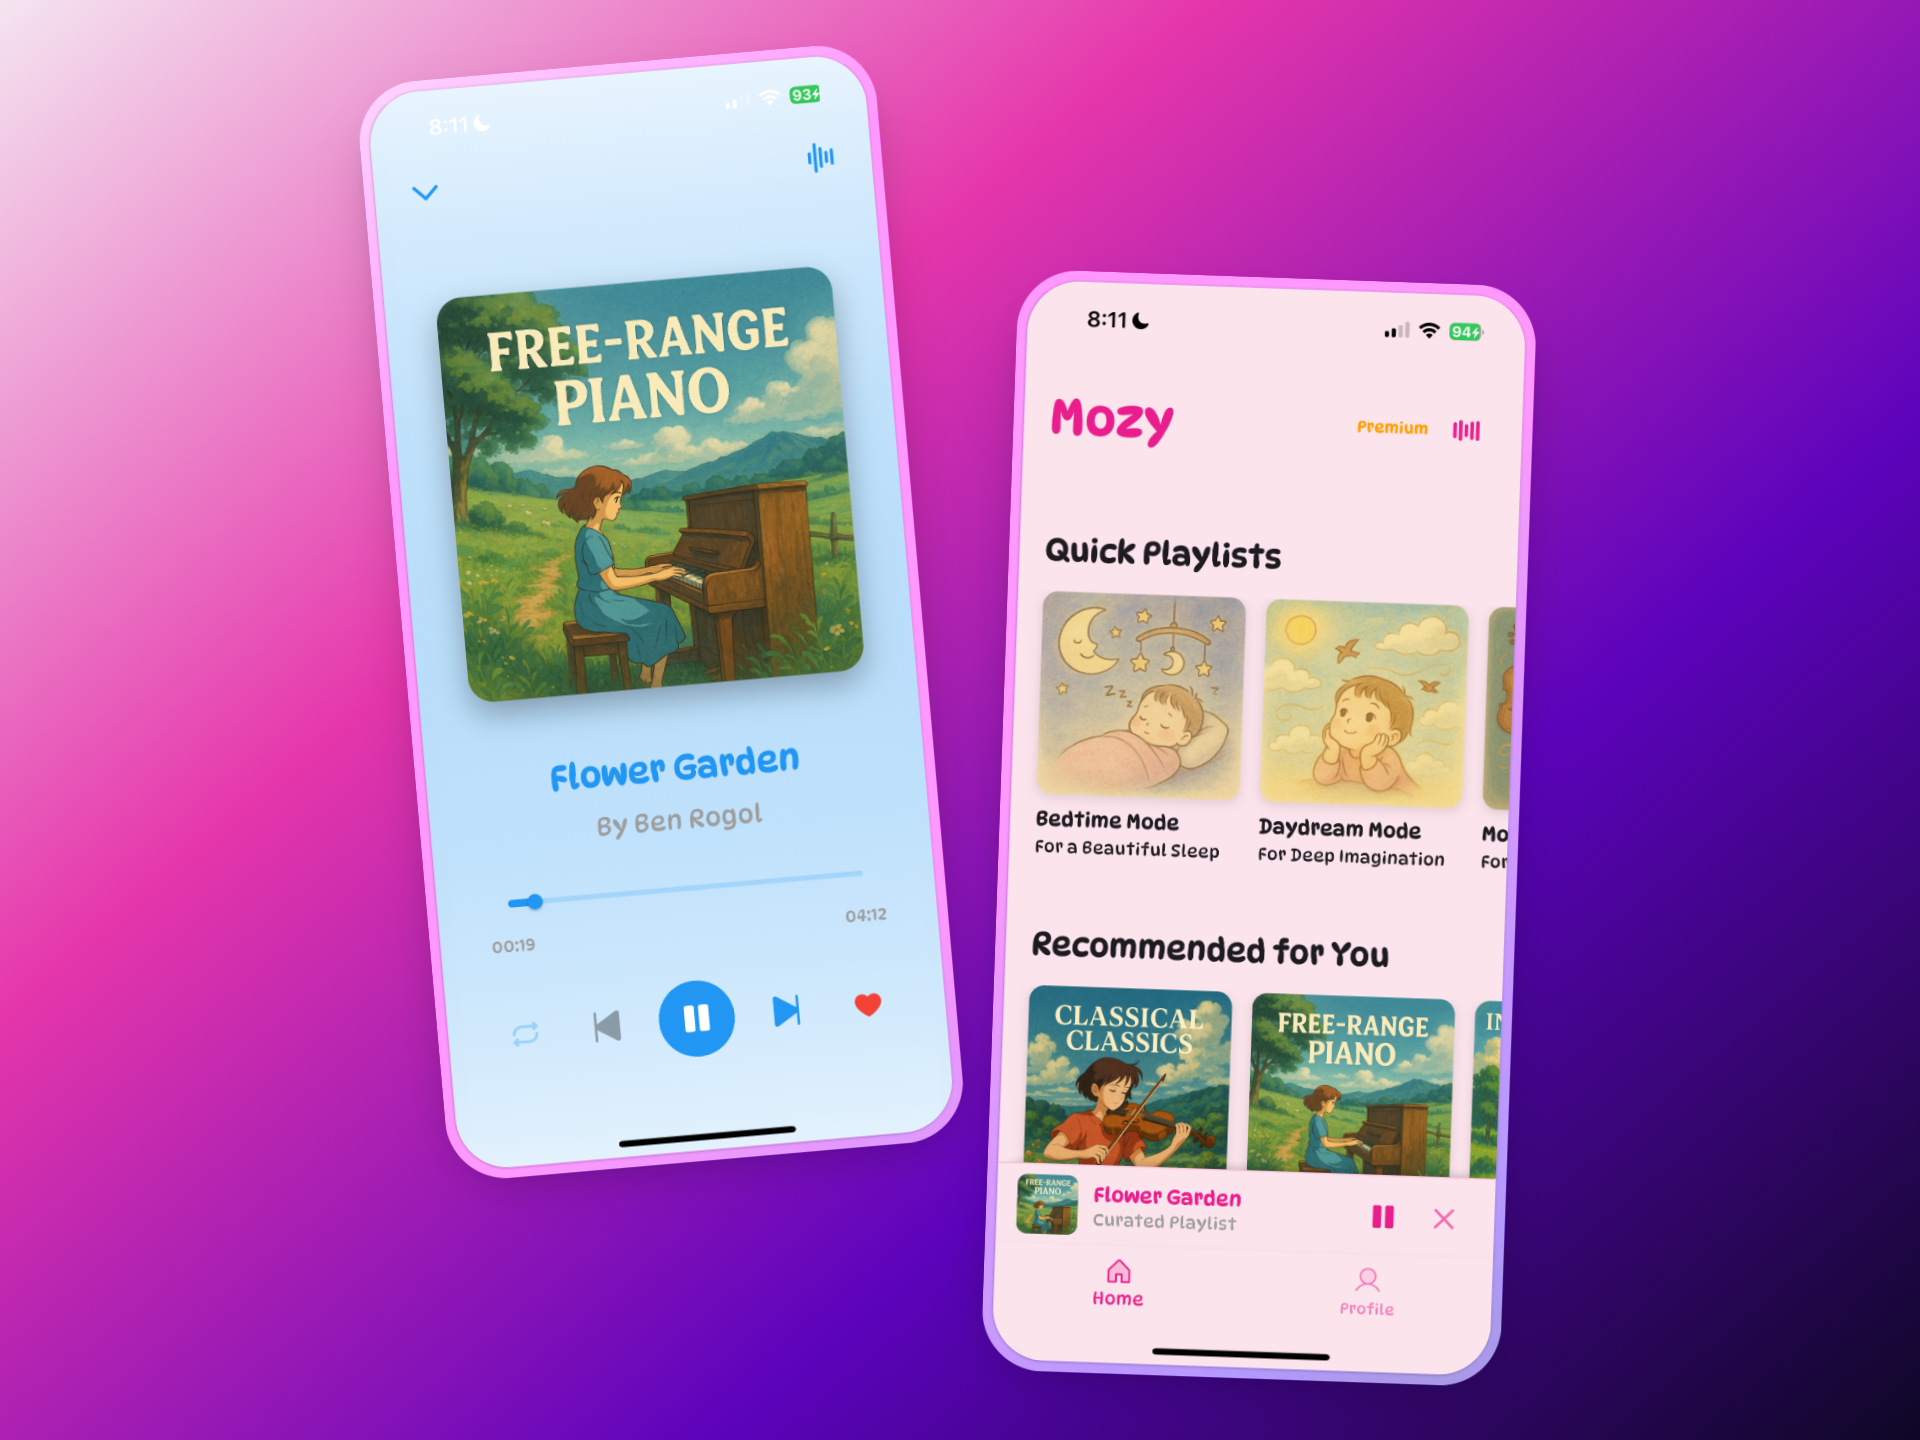 8:11
93
FREE-RANGE
PIANO
Flower Garden
By Ben Rogol
00:19
04:12
8:11
94
Mozy
Premium
Quick Playlists
Bedtime Mode
For a Beautiful Sleep
Daydream Mode
For Deep Imagination
Mo
For
Recommended for You
CLASSICAL
CLASSICS
FREE-RANGE
PIANO
IN
FREE-RANGE
PIANO
Flower Garden
Curated Playlist
Home
Profile